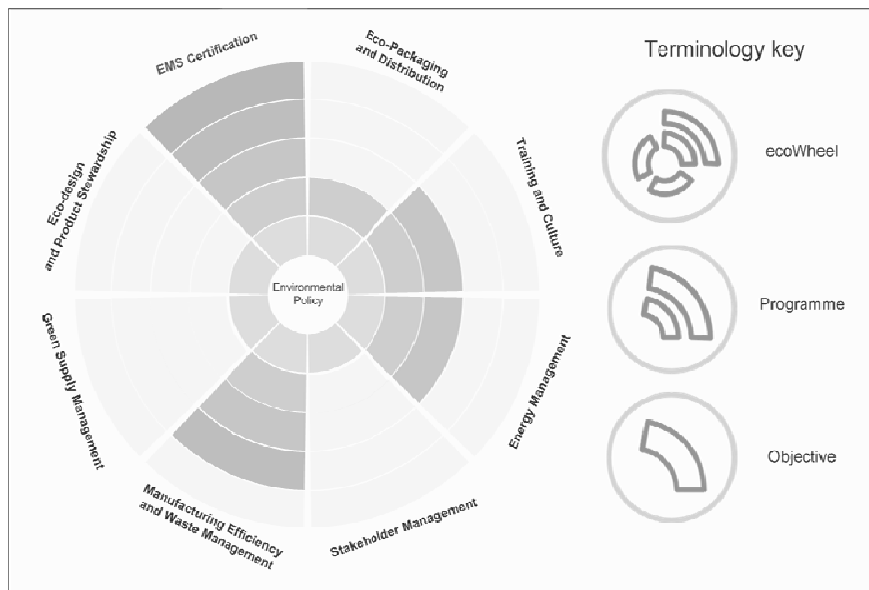 EMS Certification
Eco-Packaging
and Distribution
Training and Culture
Energy Management
Stakeholder Management
Manufacturing Efficiency
and Waste Management
Green Supply Management
Eco-design
and Product Stewardship
Environmental
Policy
Terminology key
ecoWheel
Programme
Objective